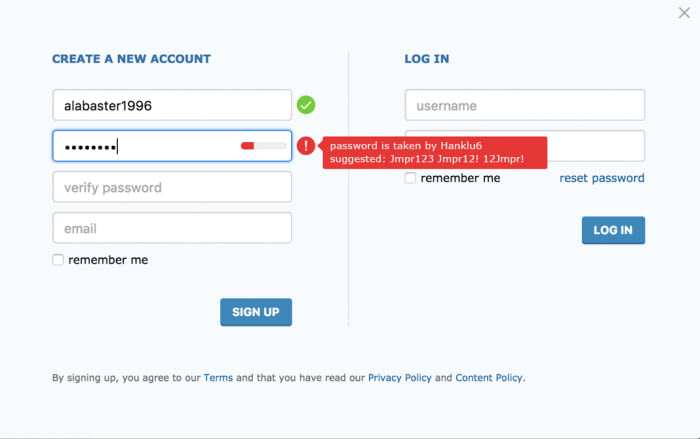 CREATE A NEW ACCOUNT
alabaster1996
verify password
email
remember me
SIGN UP
LOG IN
username
password is taken by Hanklu6
suggested: Jmpr123 Jmpr12! 12Jmpr!
remember me
reset password
LOG IN
By signing up, you agree to our Terms and that you have read our Privacy Policy and Content Policy.